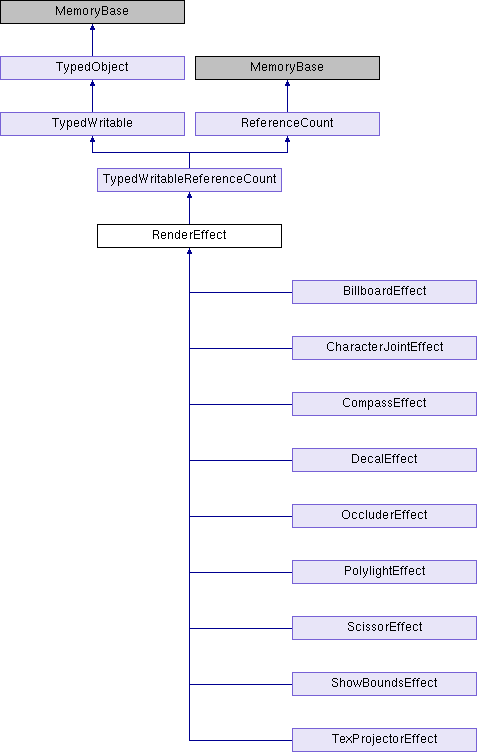 MemoryBase
TypedObject
MemoryBase
TypedWritable
ReferenceCount
TypedWritableReferenceCount
RenderEffect
BillboardEffect
CharacterJointEffect
CompassEffect
DecalEffect
OccluderEffect
PolylightEffect
ScissorEffect
ShowBoundsEffect
TexProjectorEffect